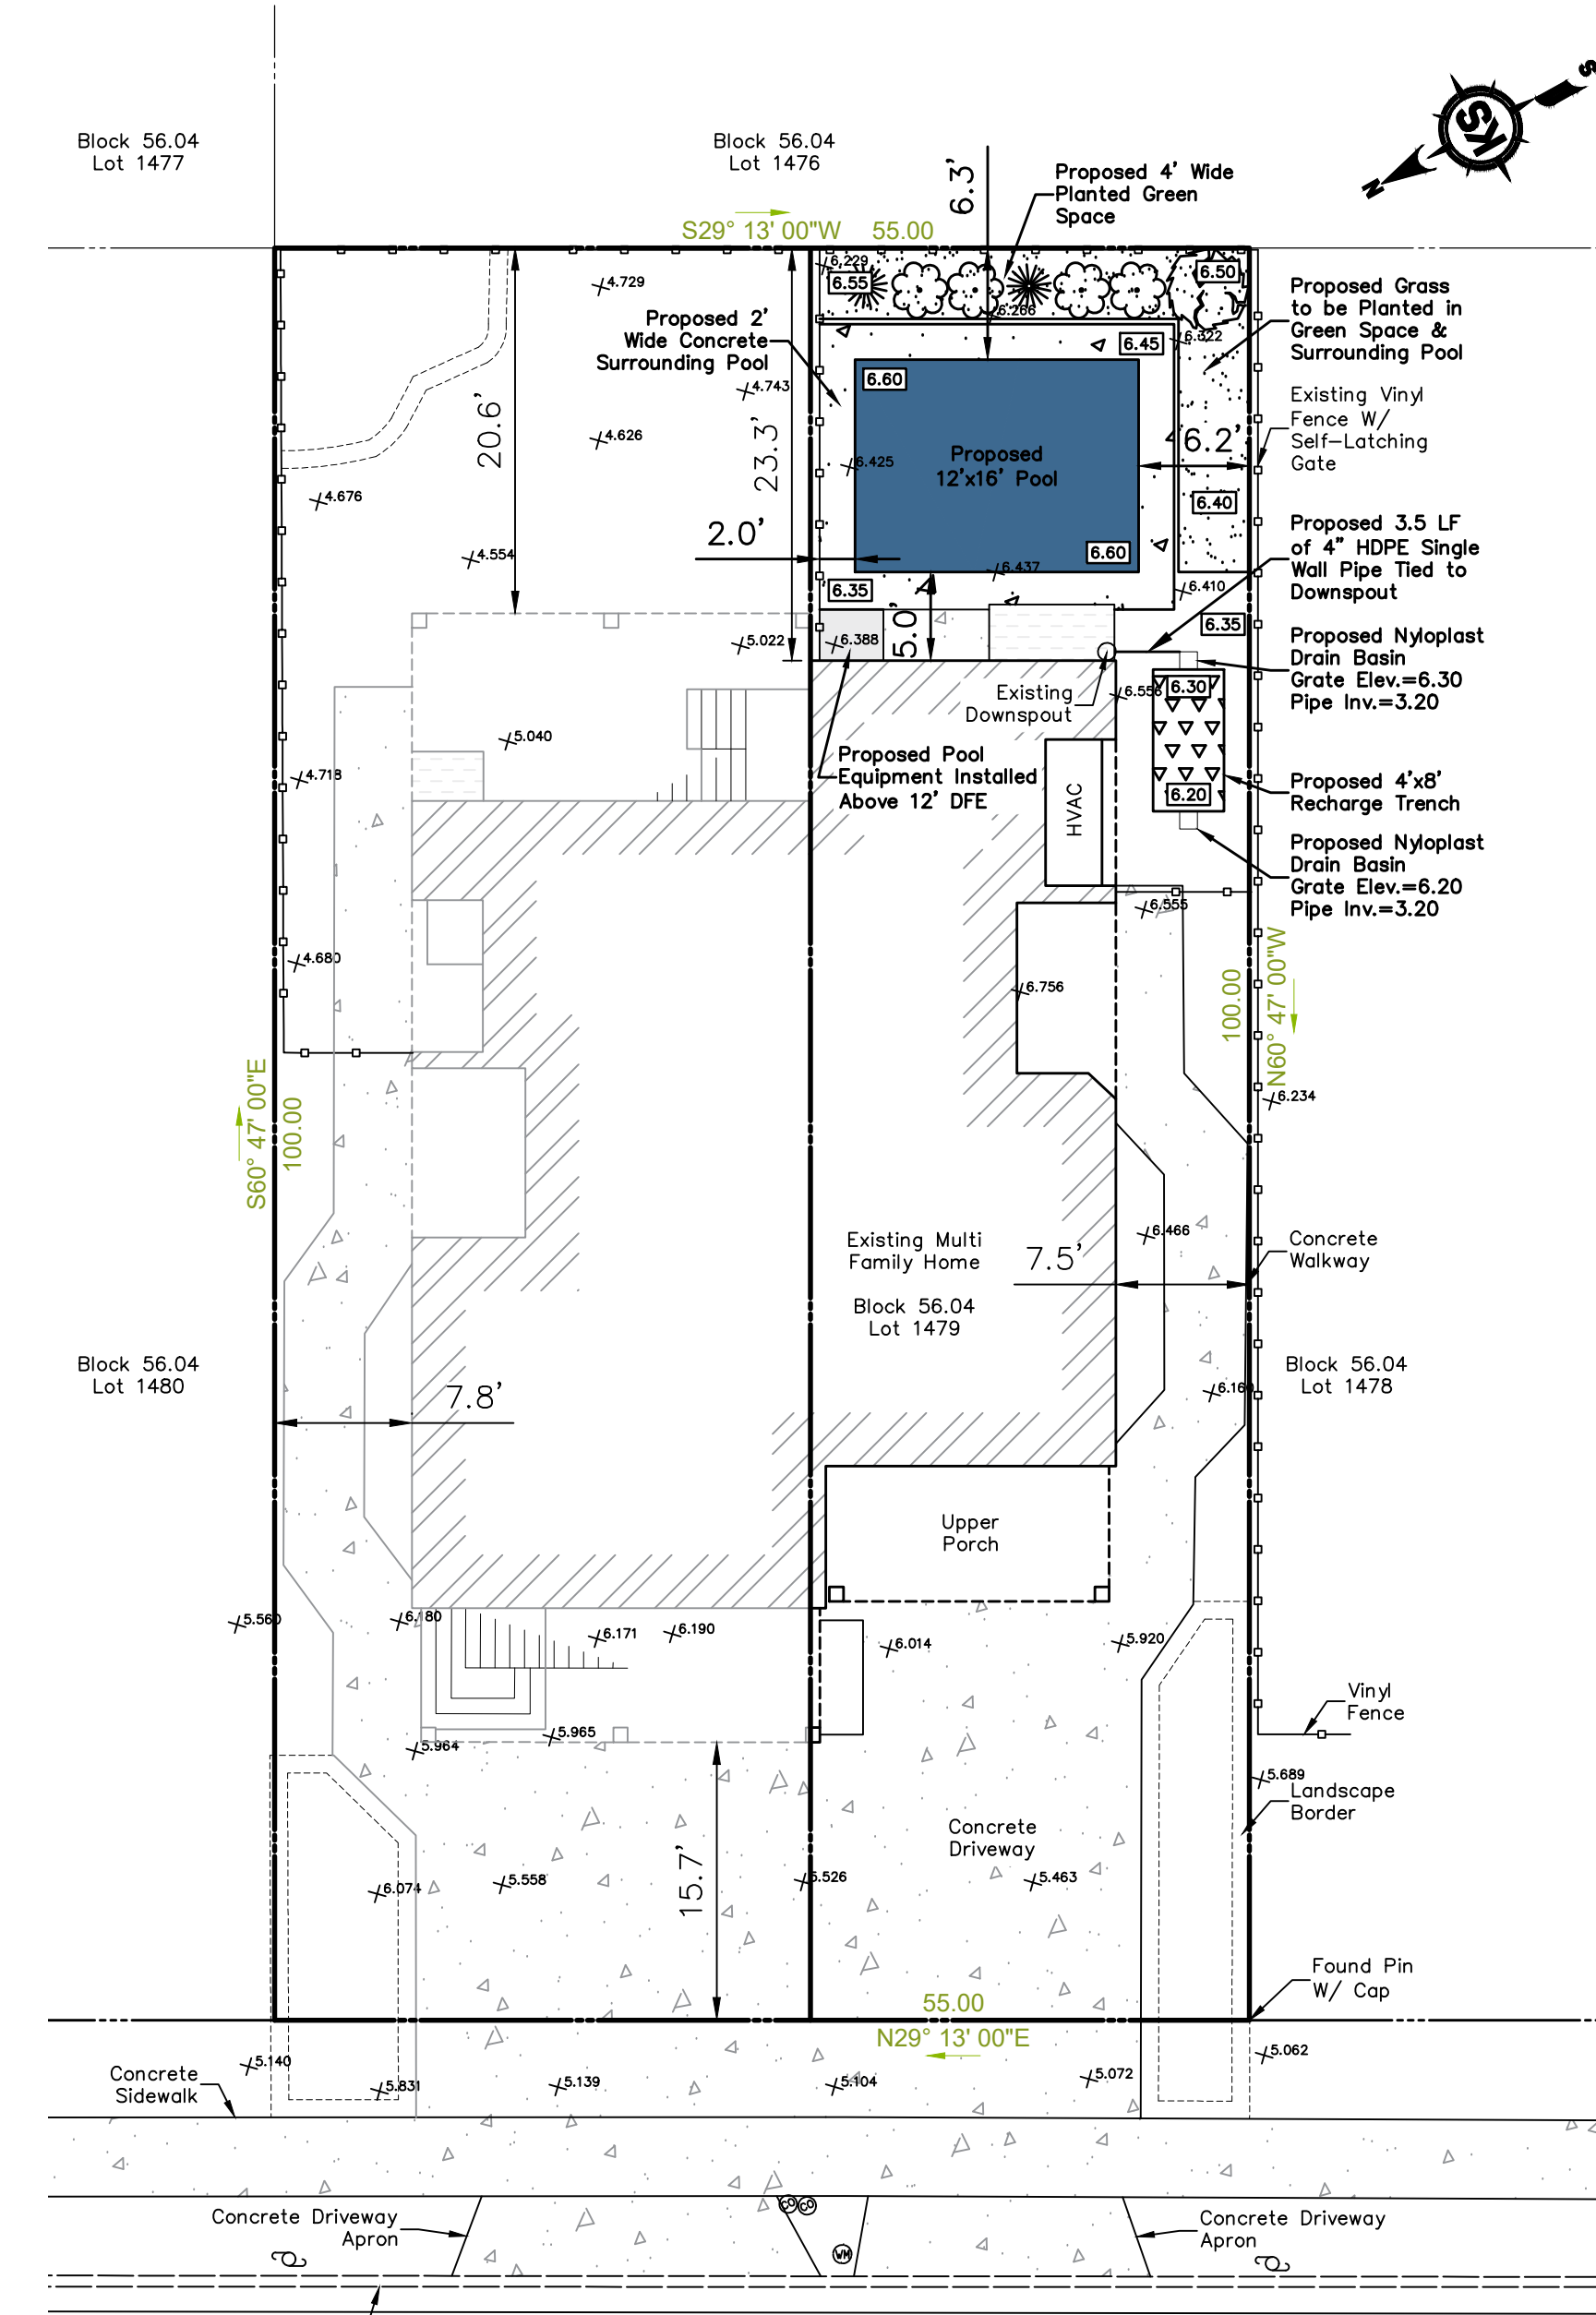 S
SKI
N
Block 56.04
Lot 1477
Block 56.04
Lot 1476
6.3'
Proposed 4' Wide
Planted Green
Space
S29° 13' 00"W 55.00
6.229
6.55
6.50
4.729
6.266
Proposed 2'
Wide Concrete
Surrounding Pool
6.45
6.322
Proposed Grass
to be Planted in
Green Space &
Surrounding Pool
6.60
4.743
20.6'
23.3'
4.626
Existing Vinyl
Fence W/
Self-Latching
Gate
6.2'
Proposed
12'x16' Pool
6.425
4.676
6.40
2.0'
4.554
6.60
6.437
Proposed 3.5 LF
of 4" HDPE Single
Wall Pipe Tied to
Downspout
6.35
6.410
6.35
5.0'
5.022
6.388
Proposed Nyloplast
Drain Basin
Grate Elev.=6.30
Pipe Inv.=3.20
Existing
Downspout
6.30
5.040
Proposed Pool
Equipment Installed
Above 12' DFE
4.718
HVAC
6.20
Proposed 4'x8'
Recharge Trench
Proposed Nyloplast
Drain Basin
Grate Elev.=6.20
Pipe Inv.=3.20
6.555
4.680
6.756
100.00
N60° 47' 00"W
6.234
S60° 47' 00"E
100.00
6.466
Existing Multi
Family Home
7.5'
Block 56.04
Lot 1479
Concrete
Walkway
Block 56.04
Lot 1480
7.8'
Block 56.04
Lot 1478
Upper
Porch
5.560
6.180
6.171
6.190
6.014
5.920
Vinyl
Fence
5.964
5.965
5.689
Landscape
Border
Concrete
Driveway
15.7'
6.074
5.558
5.526
5.463
Found Pin
W/ Cap
55.00
N29° 13' 00"E
5.140
5.831
5.139
5.104
5.072
5.062
Concrete
Sidewalk
CO
CO
Concrete Driveway
Apron
WM
Concrete Driveway
Apron